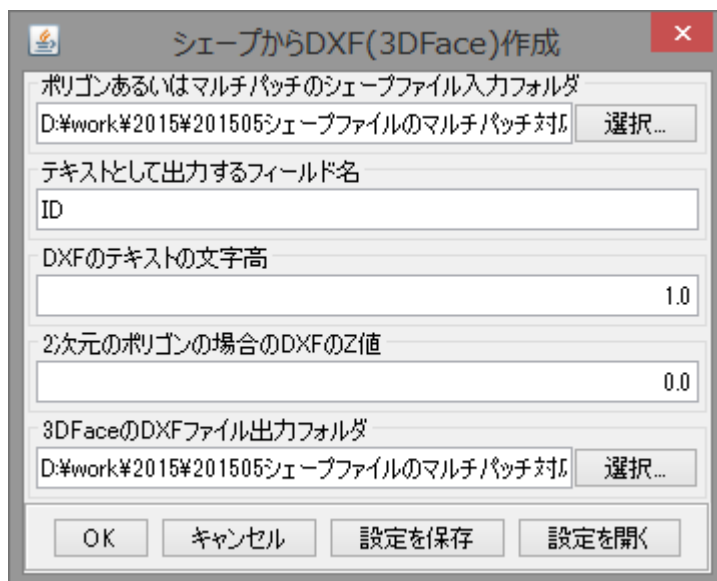 シェープからDXF(3DFace)作成
ポリゴンあるいはマルチパッチのシェープファイル入力フォルダ
D:¥work¥2015¥201505シェープファイルのマルチパッチ対応
選択...
テキストとして出力するフィールド名
ID
DXFのテキストの文字高
1.0
2次元のポリゴンの場合のDXFのZ値
0.0
3DFaceのDXFファイル出力フォルダ
D:¥work¥2015¥201505シェープファイルのマルチパッチ対応
選択...
OK キャンセル 設定を保存 設定を開く